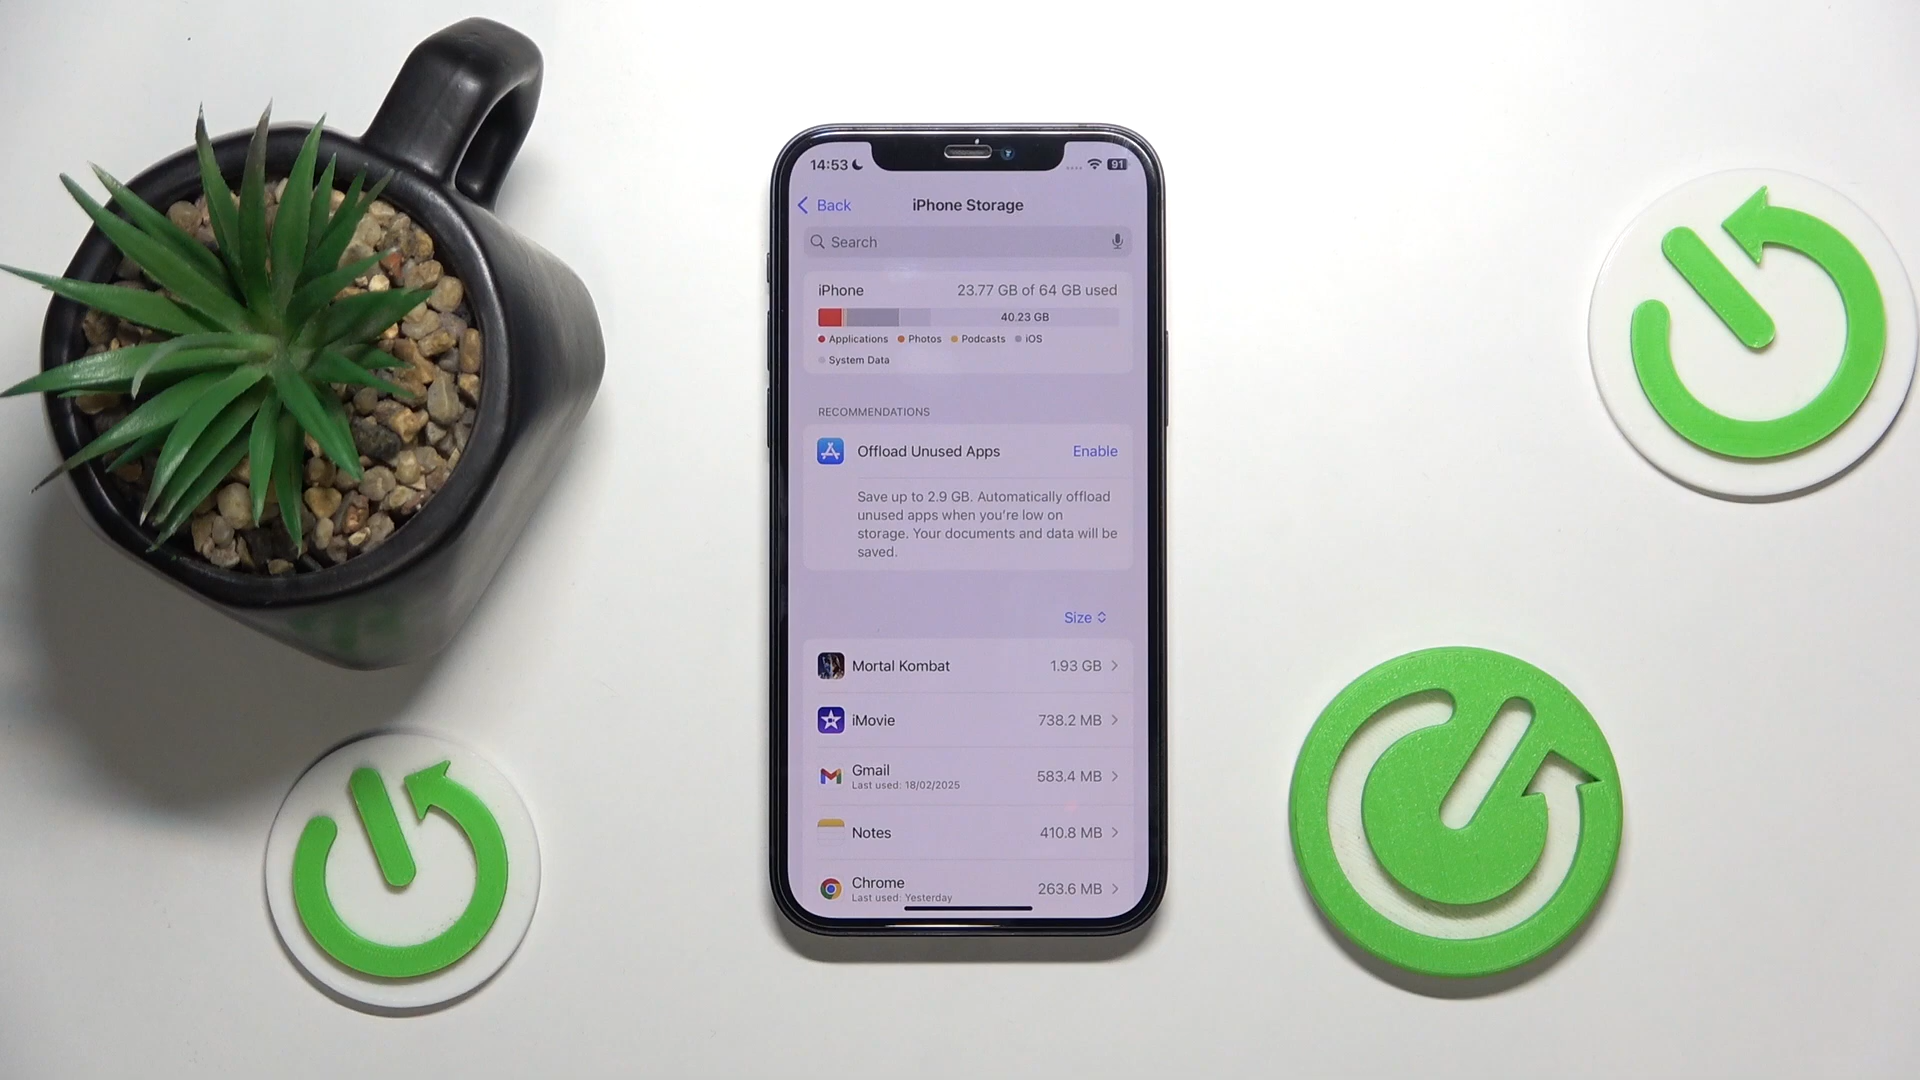 14:53
91
Back
iPhone Storage
Search
iPhone
23.77 GB of 64 GB used
40.23 GB
Applications Photos Podcasts iOS
System Data
RECOMMENDATIONS
Offload Unused Apps
Enable
Save up to 2.9 GB. Automatically offload
unused apps when you're low on
storage. Your documents and data will be
saved.
Size
Mortal Kombat
1.93 GB
iMovie
738.2 MB
Gmail
Last used: 18/02/2025
583.4 MB
Notes
410.8 MB
Chrome
Last used: Yesterday
263.6 MB